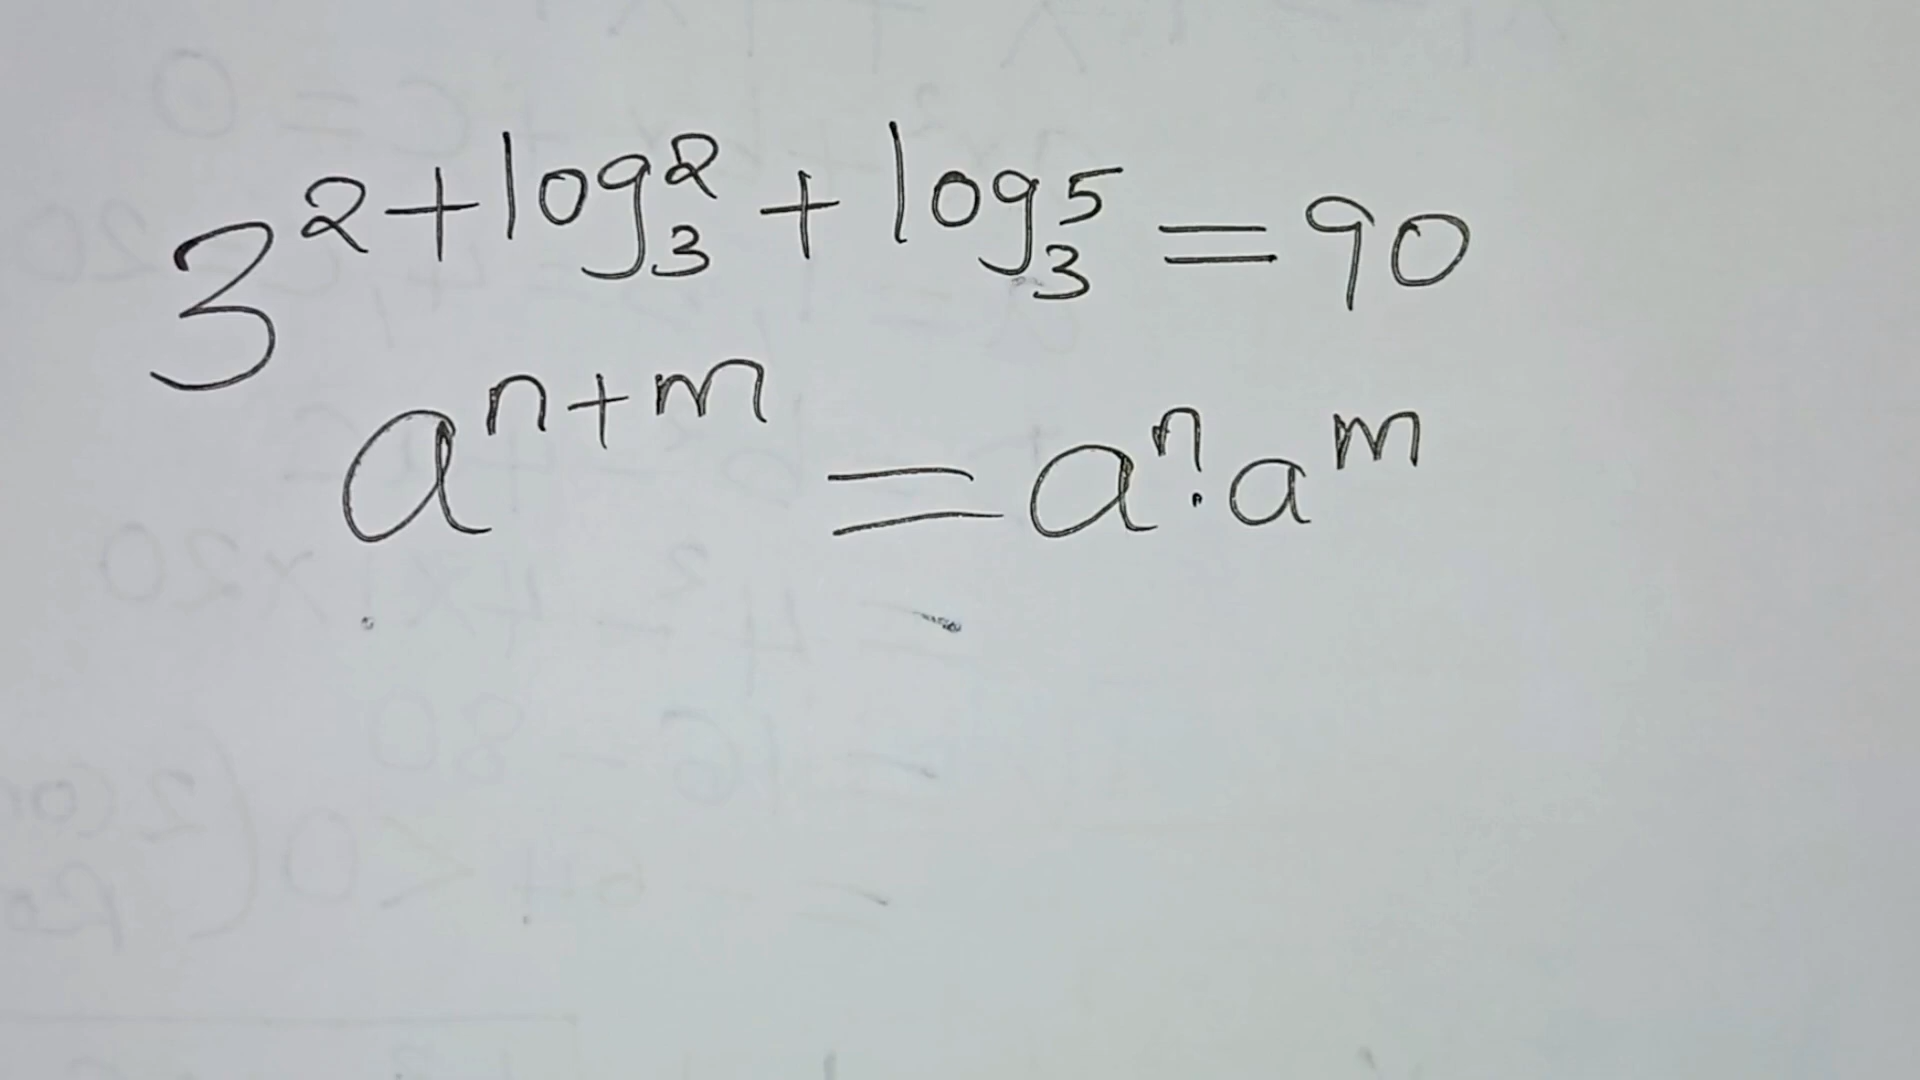 3^{2+log_3^2 + log_3^5} = 90
a^{n+m} = a^n · a^m